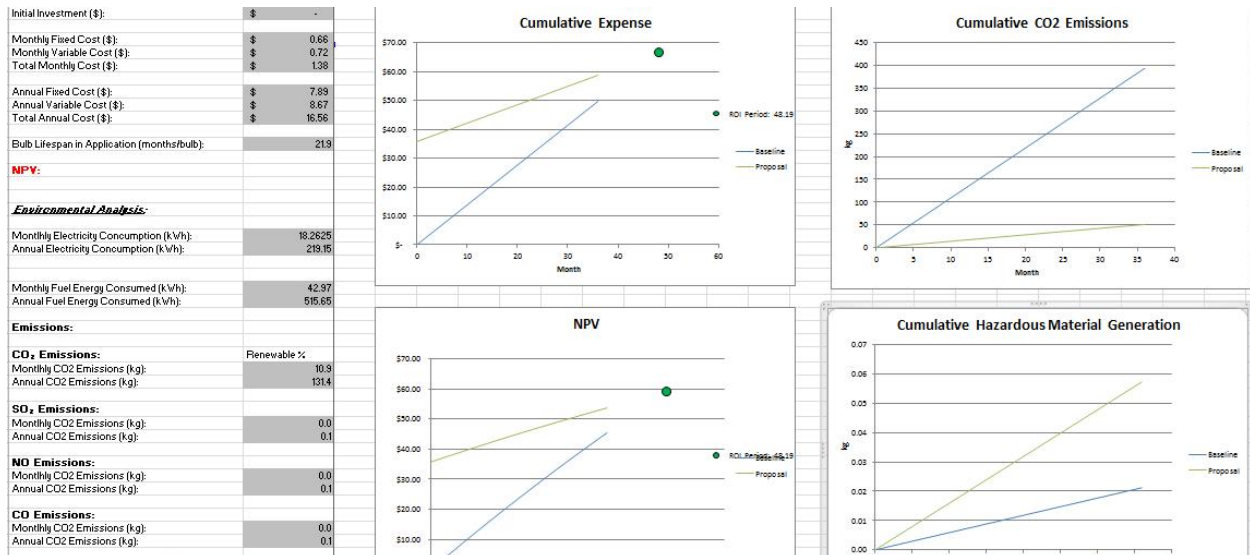 Initial Investment ($): $ -
Monthly Fixed Cost ($): $ 0.66
Monthly Variable Cost ($): $ 0.72
Total Monthly Cost ($): $ 1.38
Annual Fixed Cost ($): $ 7.89
Annual Variable Cost ($): $ 8.67
Total Annual Cost ($): $ 16.56
Bulb Lifespan in Application (months/bulb): 21.9
NPV:
Environmental Analysis:
Montlhly Electricity Concumption (kWh): 18.2625
Annual Electricity Concumption (kWh): 219.15
Monthly Fuel Energy Consumed (kWh): 42.97
Annual Fuel Energy Consumed (kWh): 515.65
Emissions:
CO₂ Emissions: Renewable %
Montlhly CO2 Emissions (kg): 10.9
Annual CO2 Emissions (kg): 131.4
SO₂ Emissions:
Montlhly CO2 Emissions (kg): 0.0
Annual CO2 Emissions (kg): 0.1
NO Emissions:
Montlhly CO2 Emissions (kg): 0.0
Annual CO2 Emissions (kg): 0.1
CO Emissions:
Montlhly CO2 Emissions (kg): 0.0
Annual CO2 Emissions (kg): 0.1
Cumulative Expense
$70.00
$60.00
$50.00
$40.00
$30.00
$20.00
$10.00
$-
0 10 20 30 40 50 60
Month
ROI Period: 48.19
Baseline
Proposal
Cumulative CO2 Emissions
450
400
350
300
250
200
150
100
50
0
kg
0 5 10 15 20 25 30 35 40
Month
Baseline
Proposal
NPV
$70.00
$60.00
$50.00
$40.00
$30.00
$20.00
$10.00
ROI Period: 48.19
Baseline
Proposal
Cumulative Hazardous Material Generation
0.07
0.06
0.05
0.04
0.03
0.02
0.01
0.00
kg
Baseline
Proposal